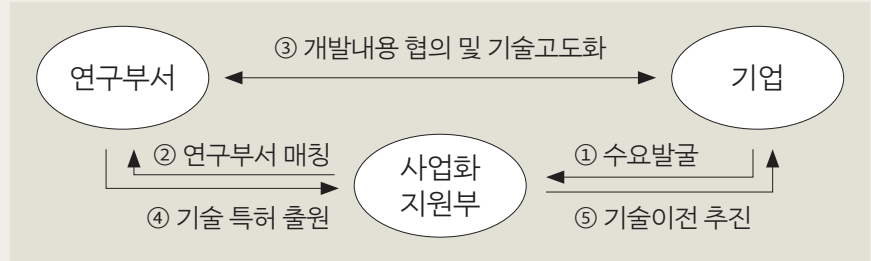 ③ 개발내용 협의 및 기술고도화
연구부서
기업
② 연구부서 매칭
① 수요발굴
사업화
지원부
④ 기술 특허 출원
⑤ 기술이전 추진